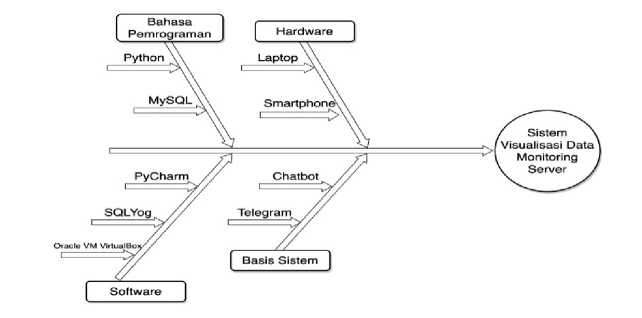 Bahasa
Pemrograman
Hardware
Python
Laptop
MySQL
Smartphone
Sistem
Visualisasi Data
Monitoring
Server
PyCharm
Chatbot
SQLYog
Telegram
Oracle VM VirtualBox
Basis Sistem
Software